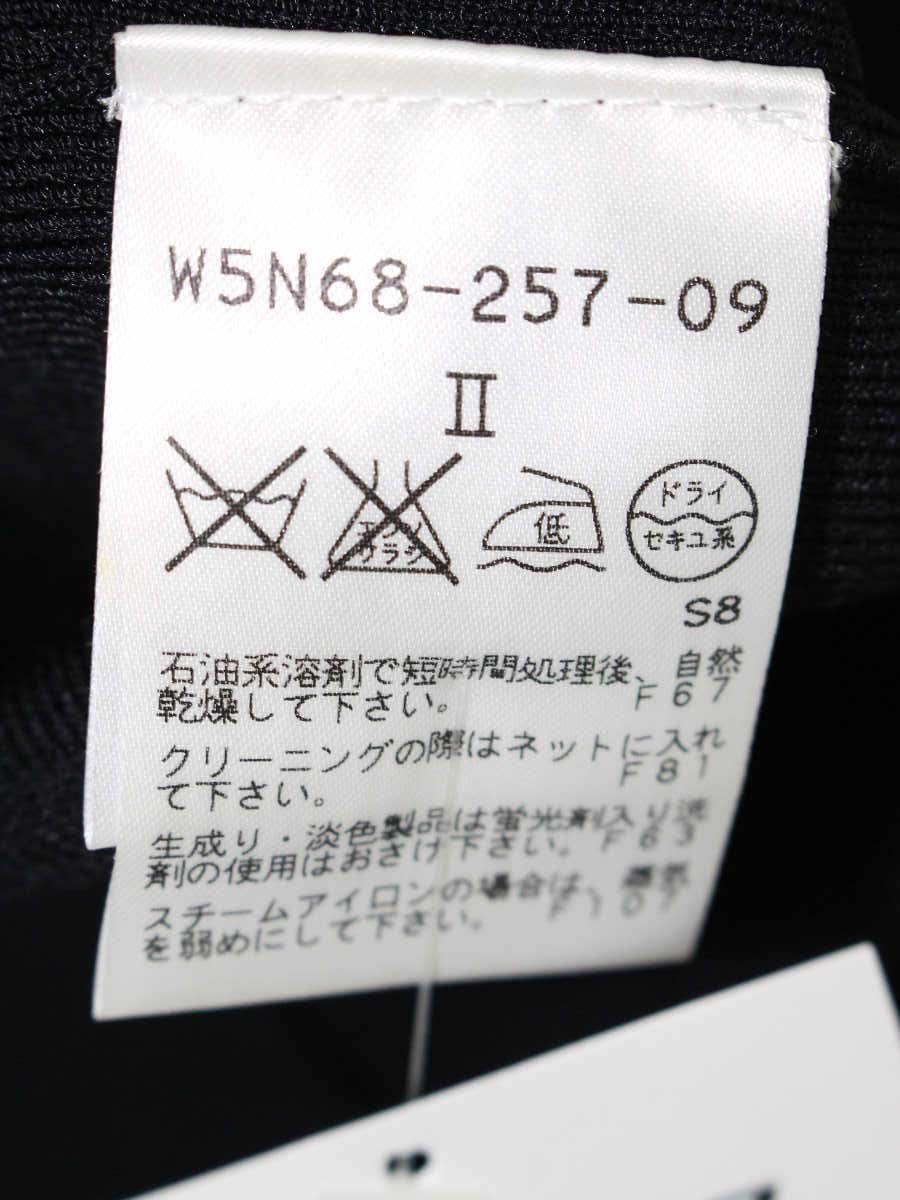 W5N68-257-09
II
エンソ
サラシ
低
ドライ
セキユ系
S8
石油系溶剤で短時間処理後、自然
乾燥して下さい。 F67
クリーニングの際はネットに入れ
て下さい。 F81
生成り・淡色製品は蛍光剤入り洗
剤の使用はおさけ下さい。 F63
スチームアイロンの場合は、蒸気
を弱めにして下さい。 F107